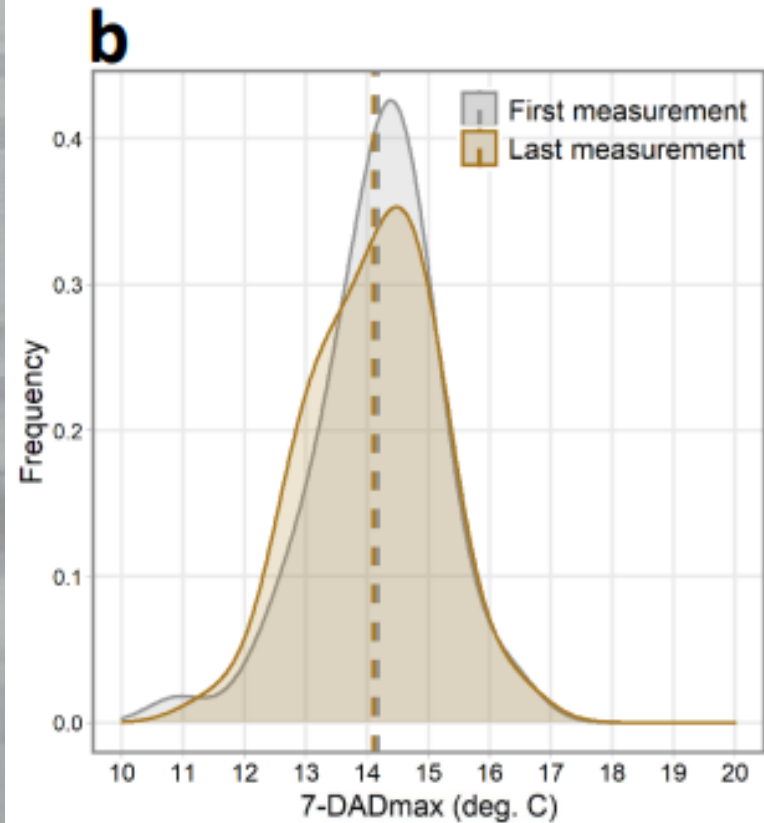 b
First measurement
Last measurement
0.4
0.3
0.2
0.1
0.0
Frequency
10 11 12 13 14 15 16 17 18 19 20
7-DADmax (deg. C)